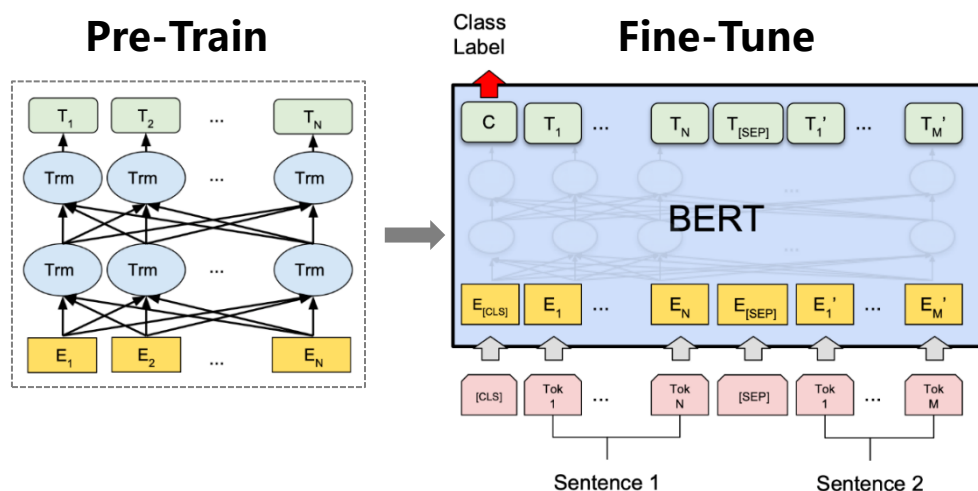 Pre-Train
T1 T2 ... TN
Trm Trm ... Trm
Trm Trm ... Trm
E1 E2 ... EN
Fine-Tune
Class
Label
C T1 ... TN T[SEP] T1' ... TM'
...
BERT
...
E[CLS] E1 ... EN E[SEP] E1' ... EM'
[CLS] Tok 1 ... Tok N [SEP] Tok 1 ... Tok M
Sentence 1 Sentence 2